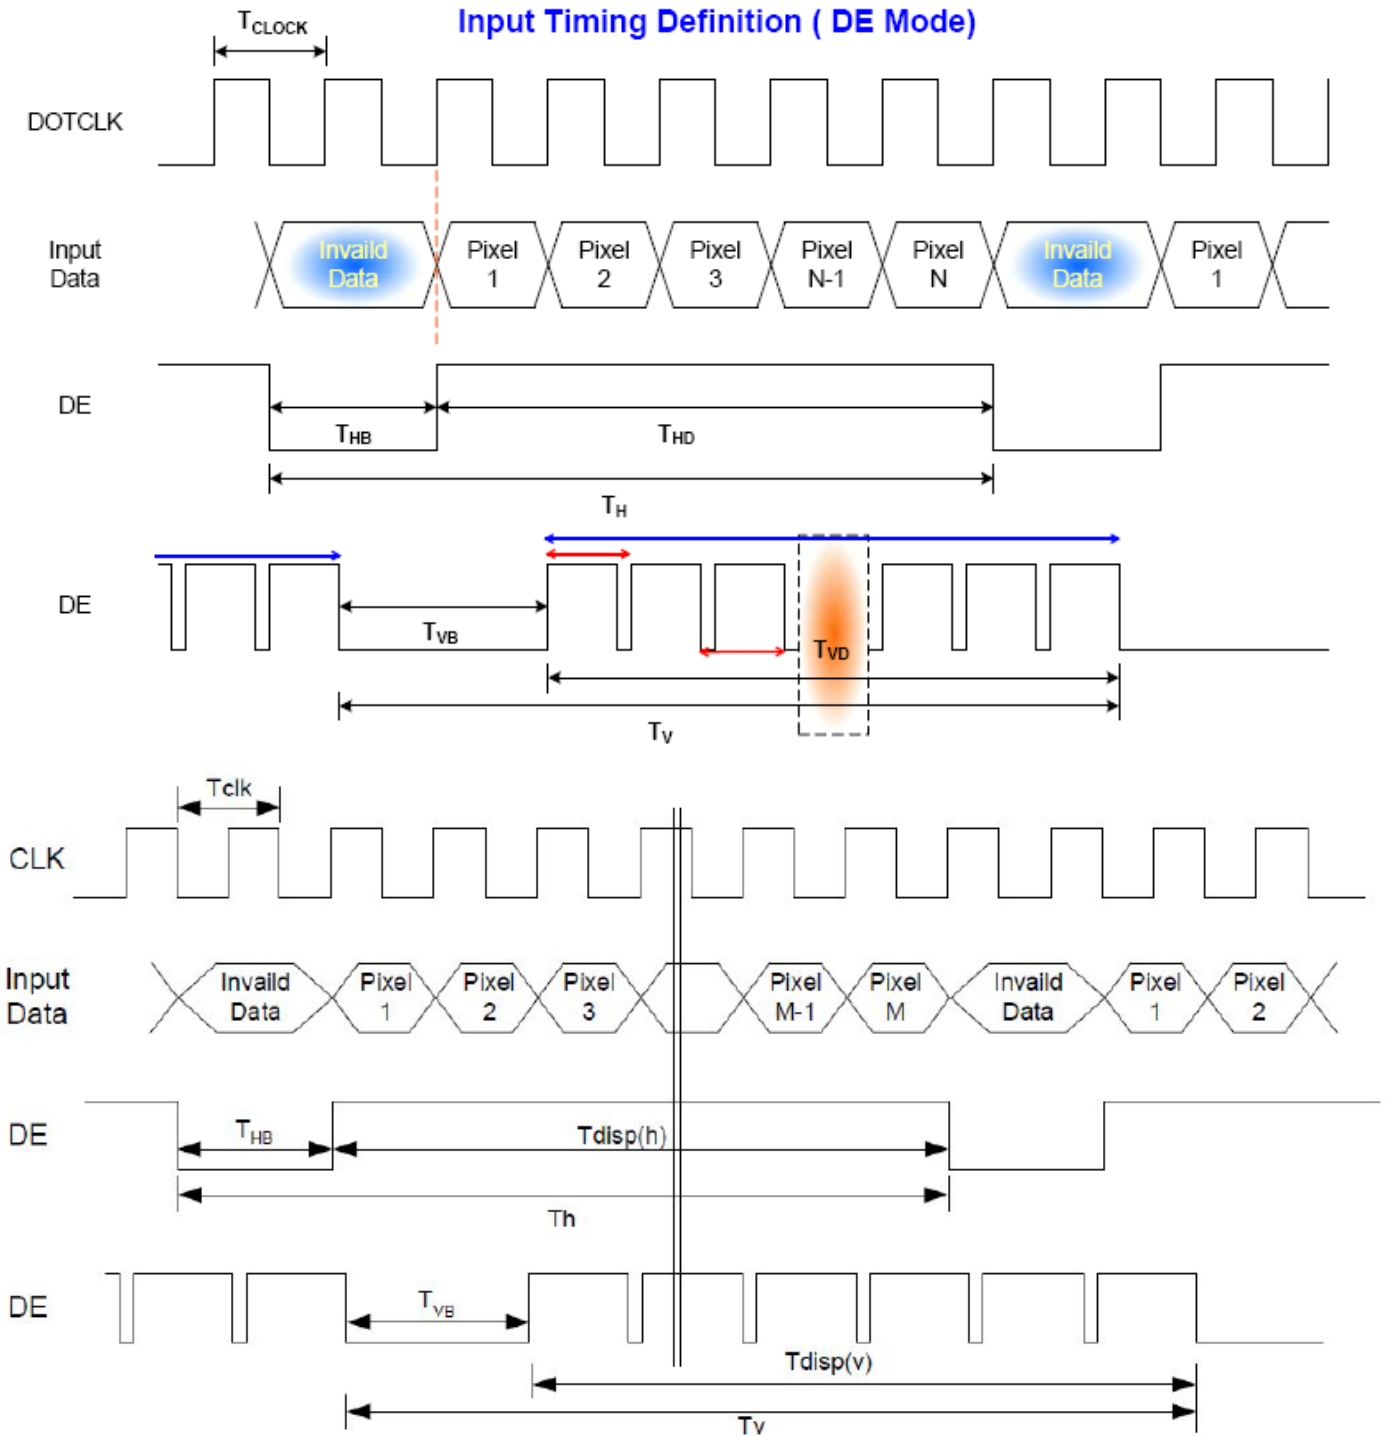 Input Timing Definition ( DE Mode)
TCLOCK
DOTCLK
Input
Data
Invaild
Data
Pixel
1
Pixel
2
Pixel
3
Pixel
N-1
Pixel
N
Invaild
Data
Pixel
1
DE
THB
THD
TH
DE
TVB
TVD
TV
Tclk
CLK
Input
Data
Invaild
Data
Pixel
1
Pixel
2
Pixel
3
Pixel
M-1
Pixel
M
Invaild
Data
Pixel
1
Pixel
2
DE
THB
Tdisp(h)
Th
DE
TVB
Tdisp(v)
Tv